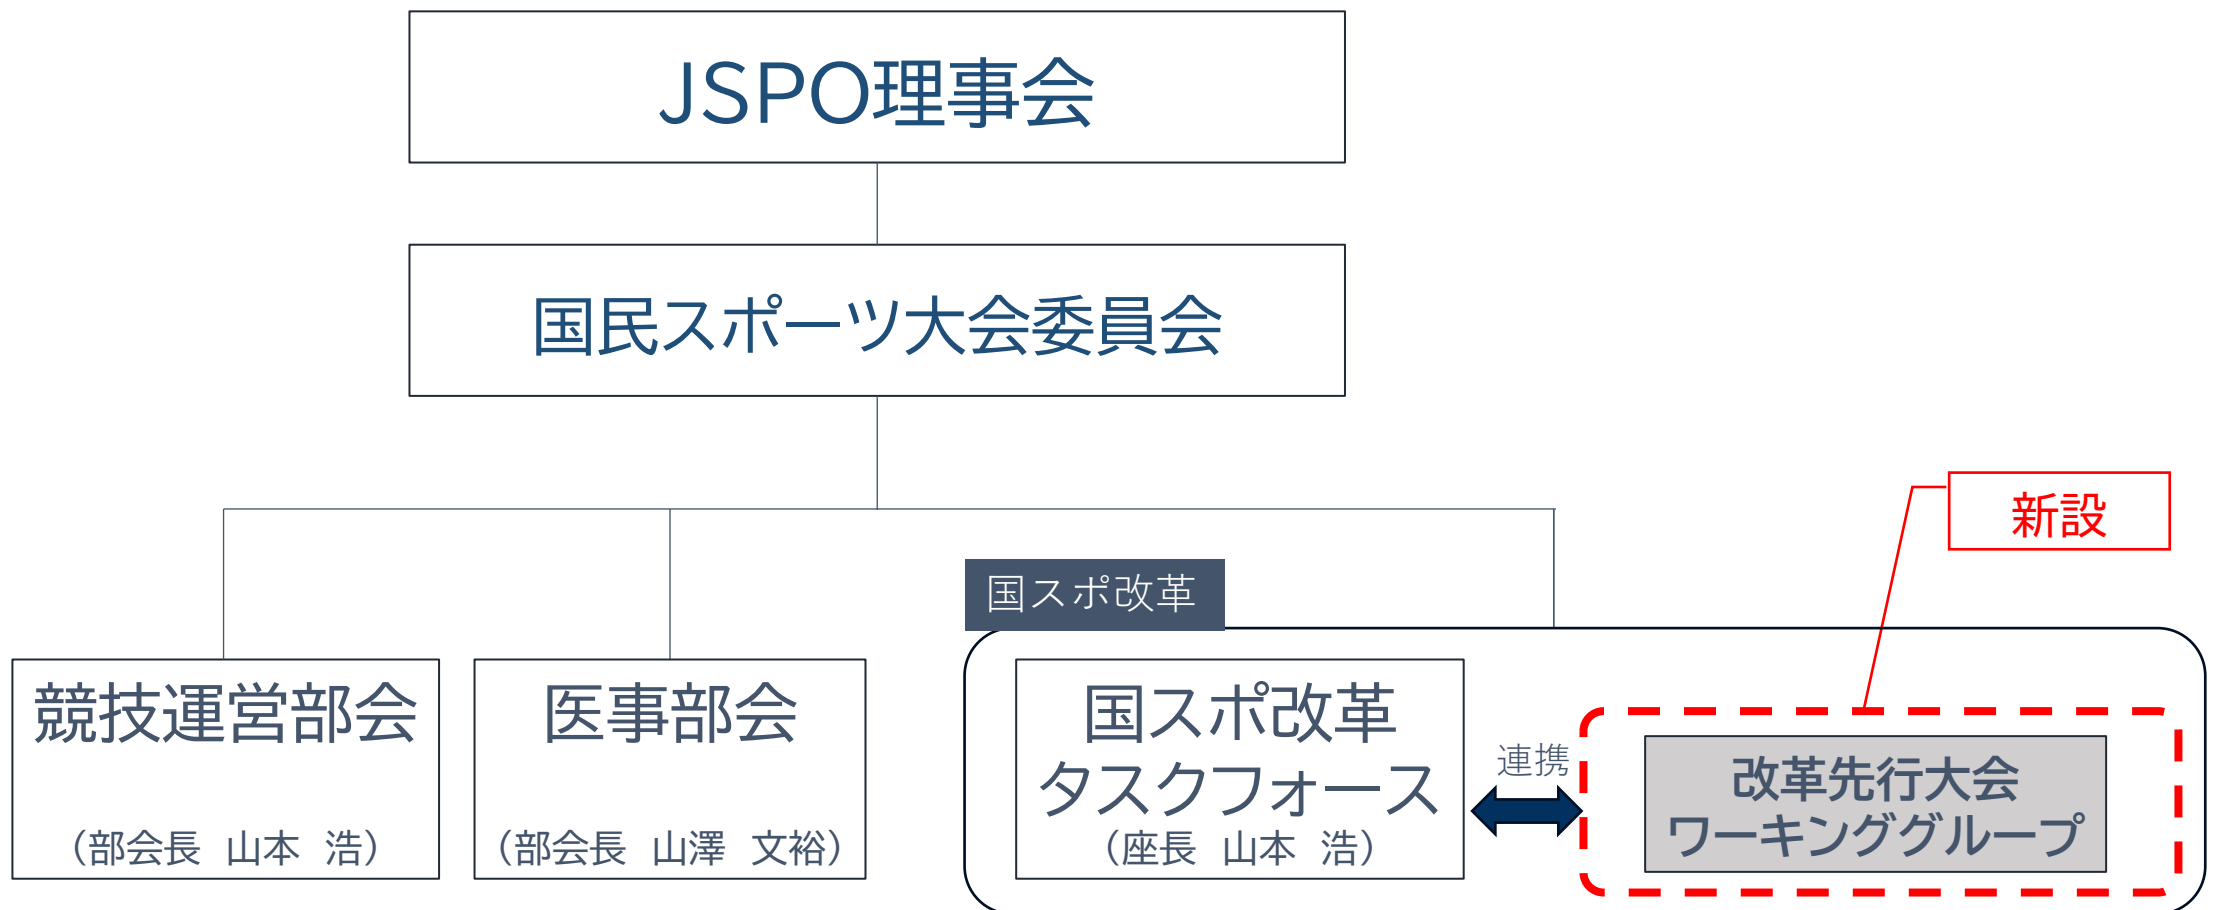 JSPO理事会
国民スポーツ大会委員会
新設
国スポ改革
競技運営部会
（部会長　山本　浩）
医事部会
（部会長　山澤　文裕）
国スポ改革
タスクフォース
（座長　山本　浩）
連携
改革先行大会
ワーキンググループ